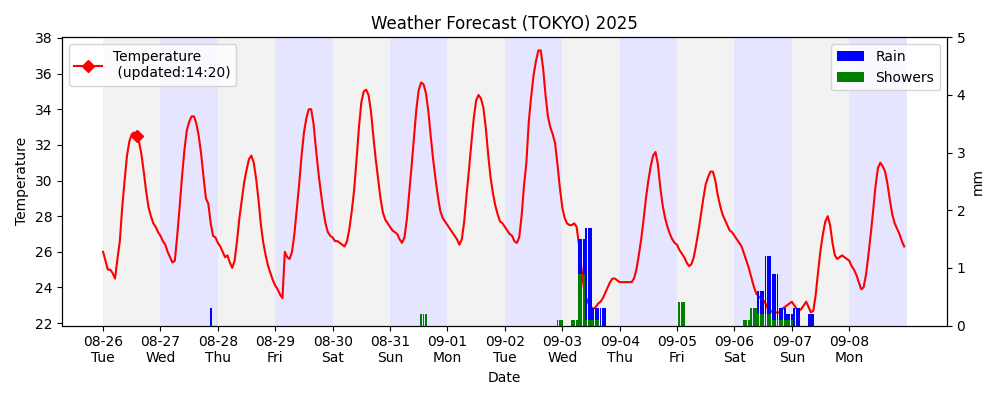 Weather Forecast (TOKYO) 2025
Temperature
(updated:14:20)
Rain
Showers
38
36
34
32
30
28
26
24
22
Temperature
5
4
3
2
1
0
mm
08-26 08-27 08-28 08-29 08-30 08-31 09-01 09-02 09-03 09-04 09-05 09-06 09-07 09-08
Tue Wed Thu Fri Sat Sun Mon Tue Wed Thu Fri Sat Sun Mon
Date